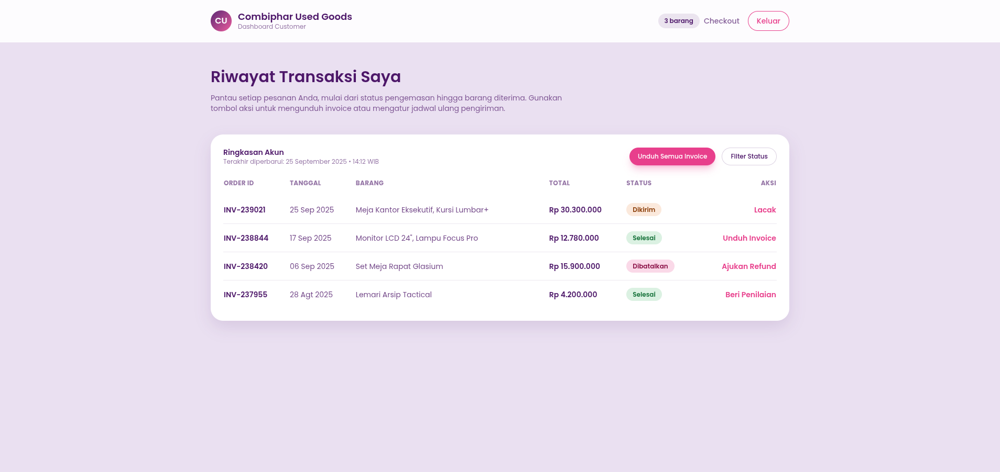 CU
Combiphar Used Goods
Dashboard Customer
3 barang
Checkout
Keluar
Riwayat Transaksi Saya
Pantau setiap pesanan Anda, mulai dari status pengemasan hingga barang diterima. Gunakan
tombol aksi untuk mengunduh invoice atau mengatur jadwal ulang pengiriman.
Ringkasan Akun
Terakhir diperbarui: 25 September 2025 • 14:12 WIB
Unduh Semua Invoice
Filter Status
ORDER ID TANGGAL BARANG TOTAL STATUS AKSI
INV-239021 25 Sep 2025 Meja Kantor Eksekutif, Kursi Lumbar+ Rp 30.300.000 Dikirim Lacak
INV-238844 17 Sep 2025 Monitor LCD 24", Lampu Focus Pro Rp 12.780.000 Selesai Unduh Invoice
INV-238420 06 Sep 2025 Set Meja Rapat Glasium Rp 15.900.000 Dibatalkan Ajukan Refund
INV-237955 28 Agt 2025 Lemari Arsip Tactical Rp 4.200.000 Selesai Beri Penilaian